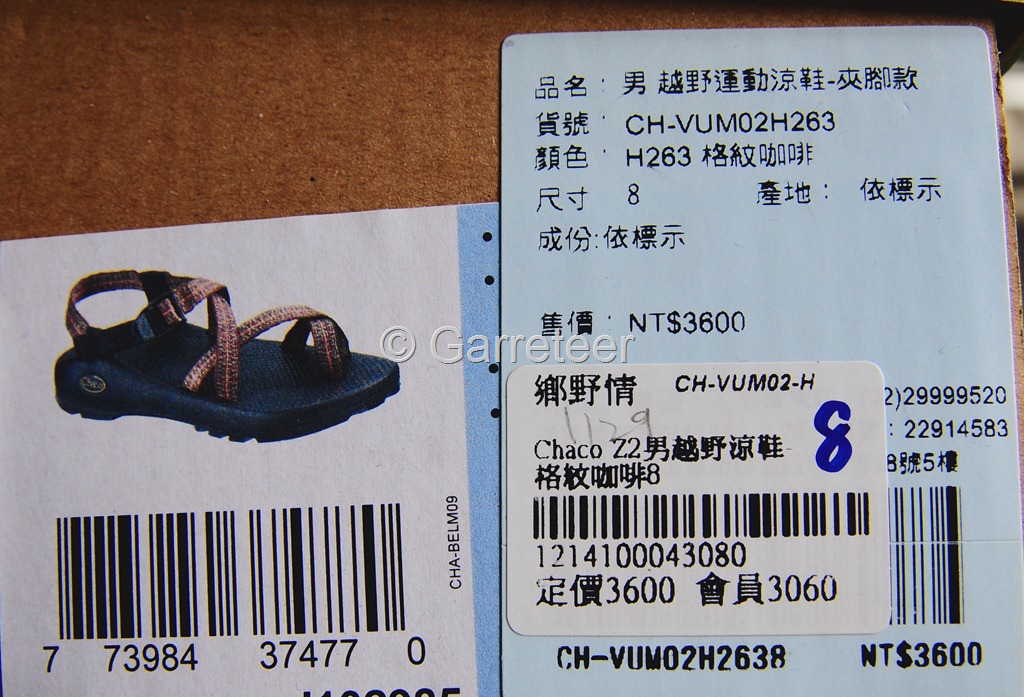 品名： 男 越野運動涼鞋-夾腳款
貨號： CH-VUM02H263
顏色： H263 格紋咖啡
尺寸 8 產地： 依標示
成份:依標示
售價： NT$3600
© Garreteer
鄉野情 CH-VUM02-H
1129
8
Chaco Z2男越野涼鞋-
格紋咖啡8
1214100043080
定價3600 會員3060
2)29999520
: 22914583
8號5樓
CH-VUM02H2638 NT$3600
CHA-BELM09
7 73984 37477 0